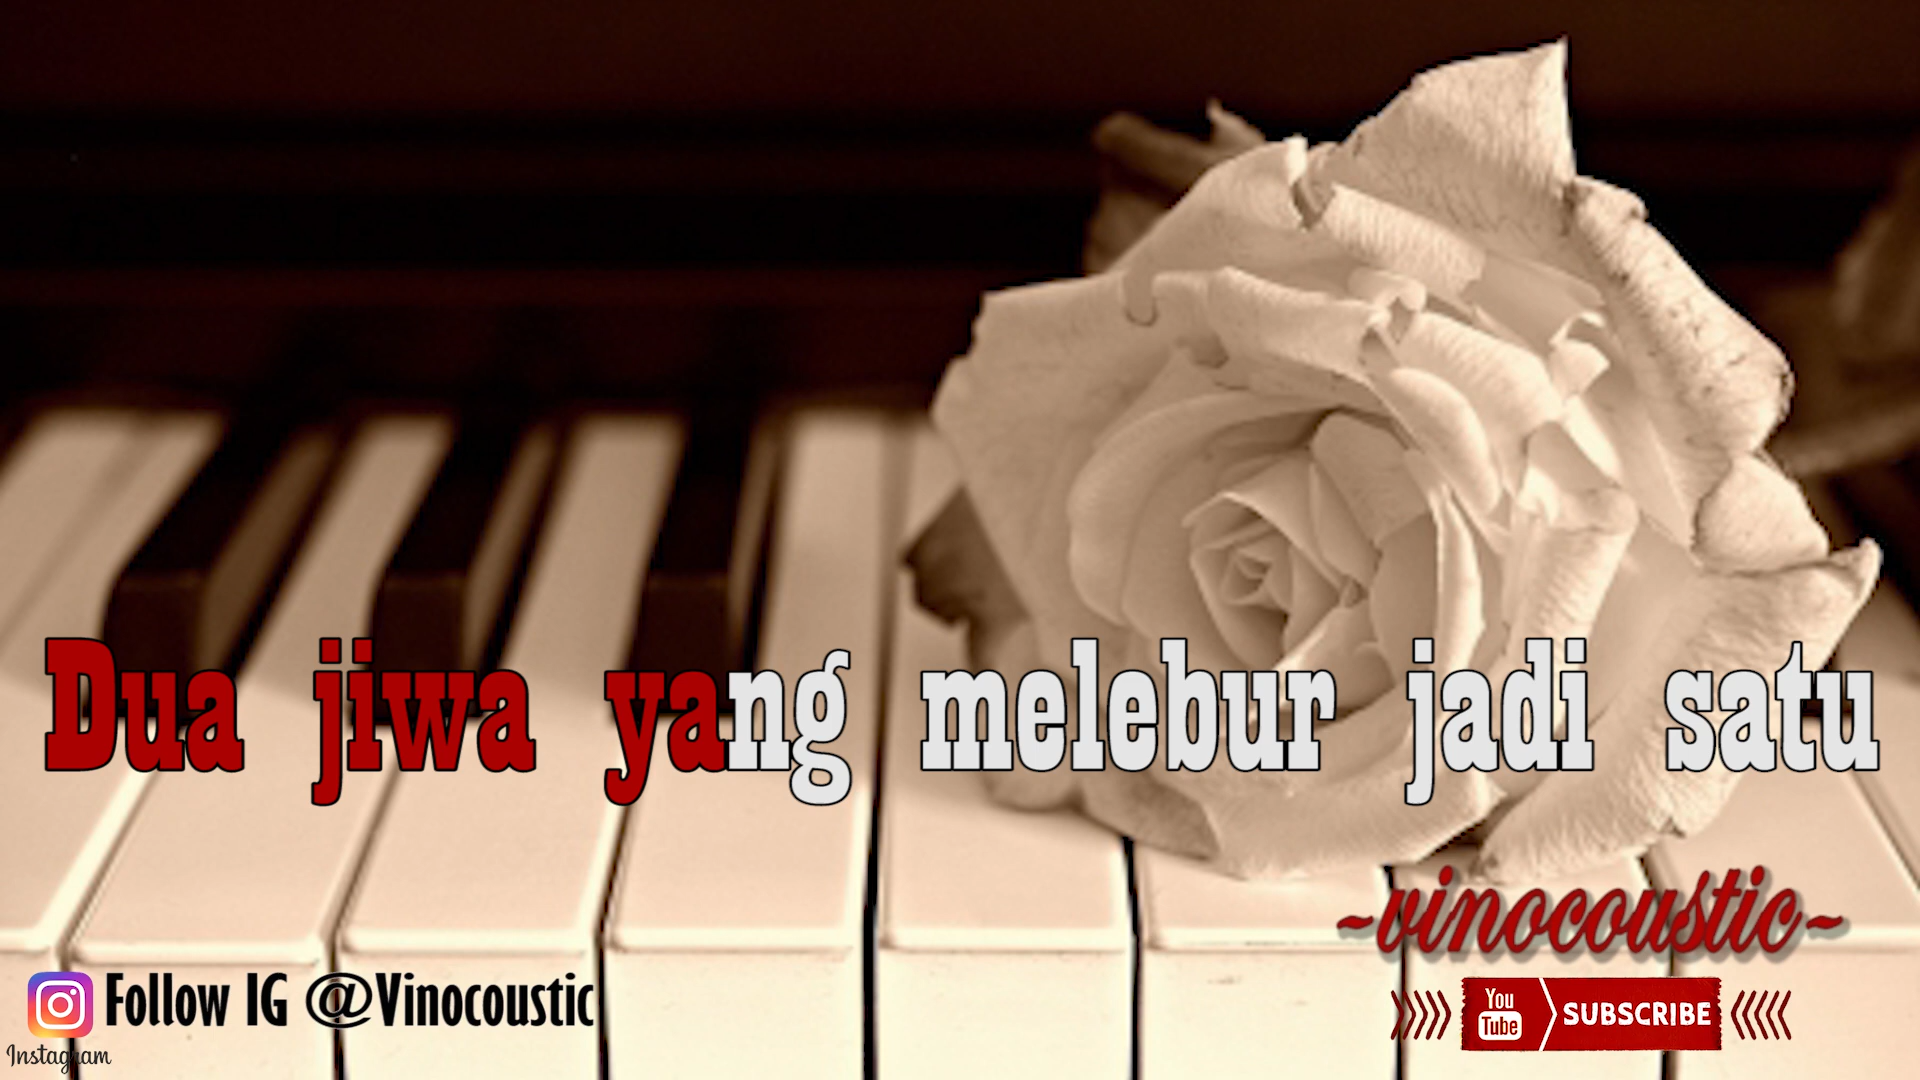 Dua jiwa yang melebur jadi satu
~vinocoustic~
Follow IG @Vinocoustic
Instagram
You Tube SUBSCRIBE